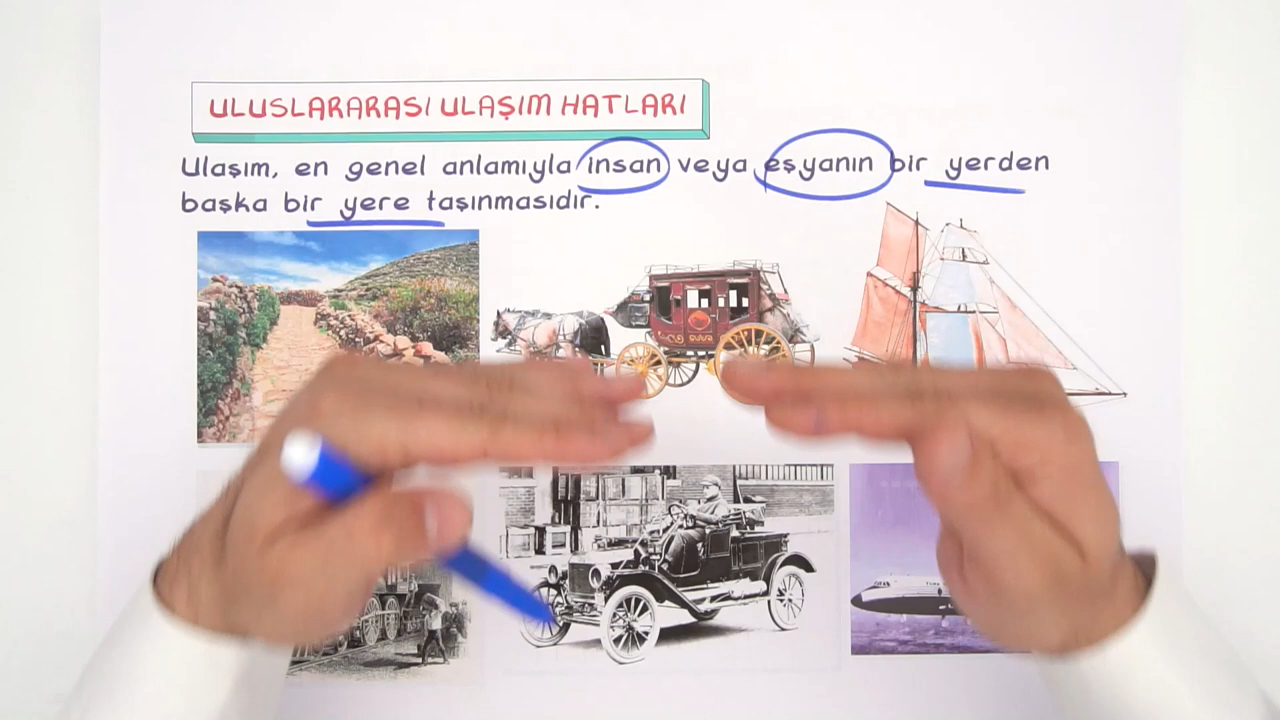 ULUSLARARASI ULAŞIM HATLARI
Ulaşım, en genel anlamıyla insan veya eşyanın bir yerden
başka bir yere taşınmasıdır.